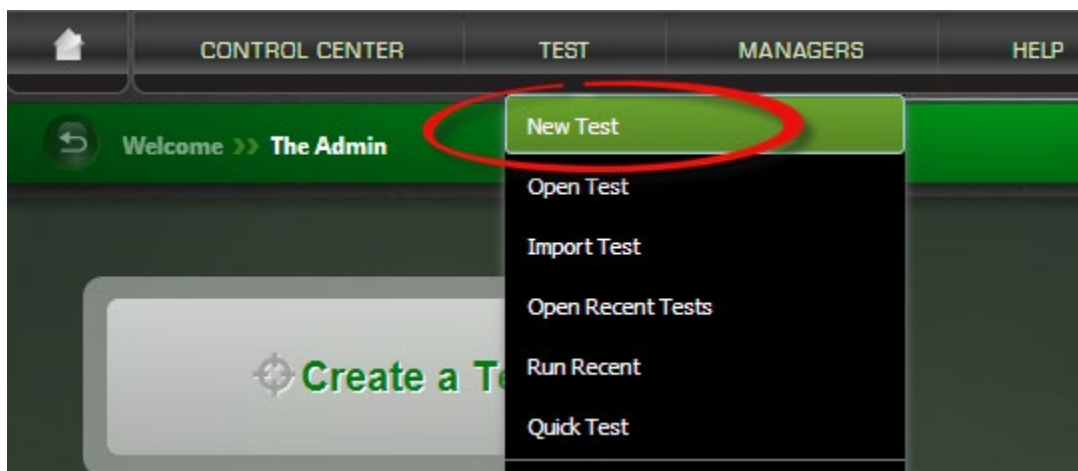 CONTROL CENTER TEST MANAGERS HELP
Welcome >> The Admin
New Test
Open Test
Import Test
Open Recent Tests
Create a
Run Recent
Quick Test